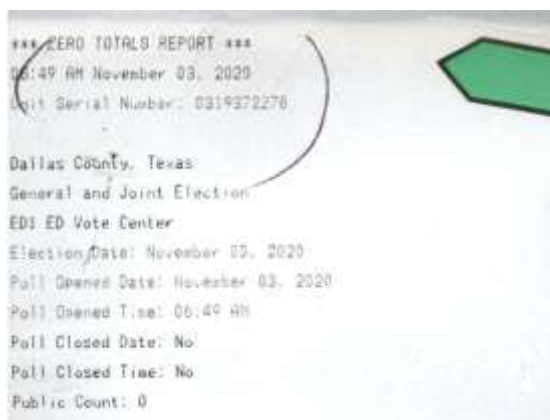 *** ZERO TOTALS REPORT ***
06:49 AM November 03, 2020
Unit Serial Number: 0319372278
Dallas County, Texas
General and Joint Election
EDI ED Vote Center
Election Date: November 03, 2020
Poll Opened Date: November 03, 2020
Poll Opened Time: 06:49 AM
Poll Closed Date: No
Poll Closed Time: No
Public Count: 0